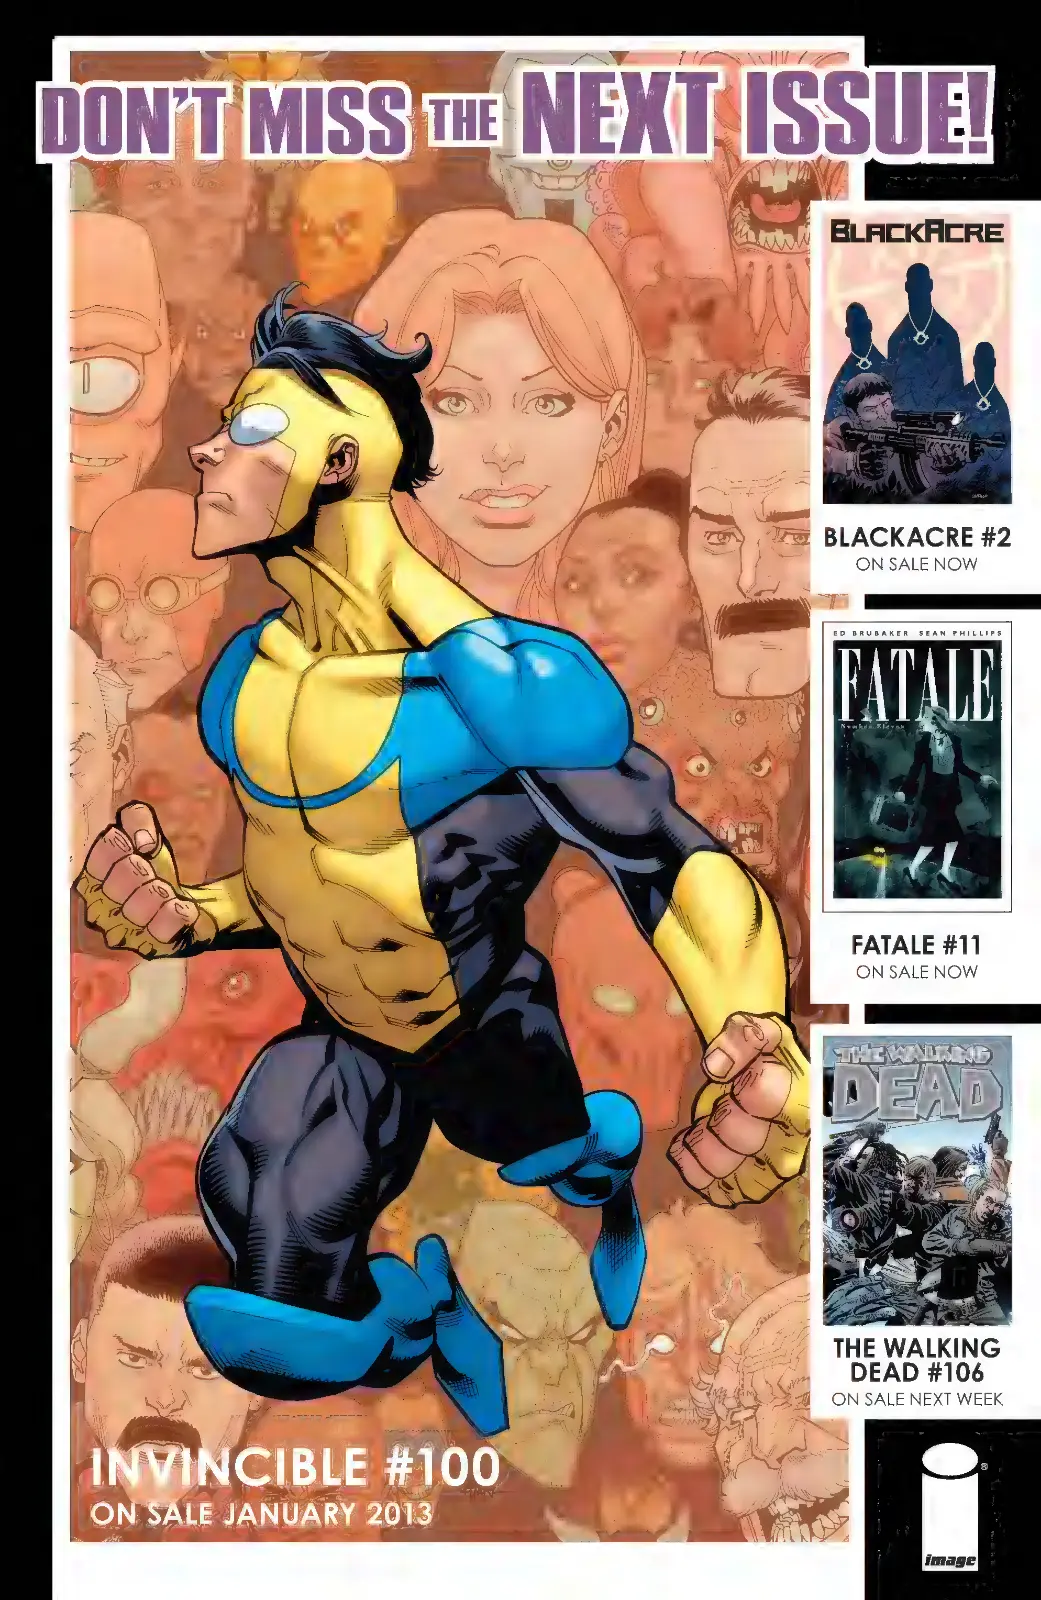 DON'T MISS THE NEXT ISSUE!
BLACKACRE
BLACKACRE #2
ON SALE NOW
ED BRUBAKER SEAN PHILLIPS
FATALE
Number Eleven
FATALE #11
ON SALE NOW
THE WALKING
DEAD
THE WALKING
DEAD #106
ON SALE NEXT WEEK
INVINCIBLE #100
ON SALE JANUARY 2013
image
®